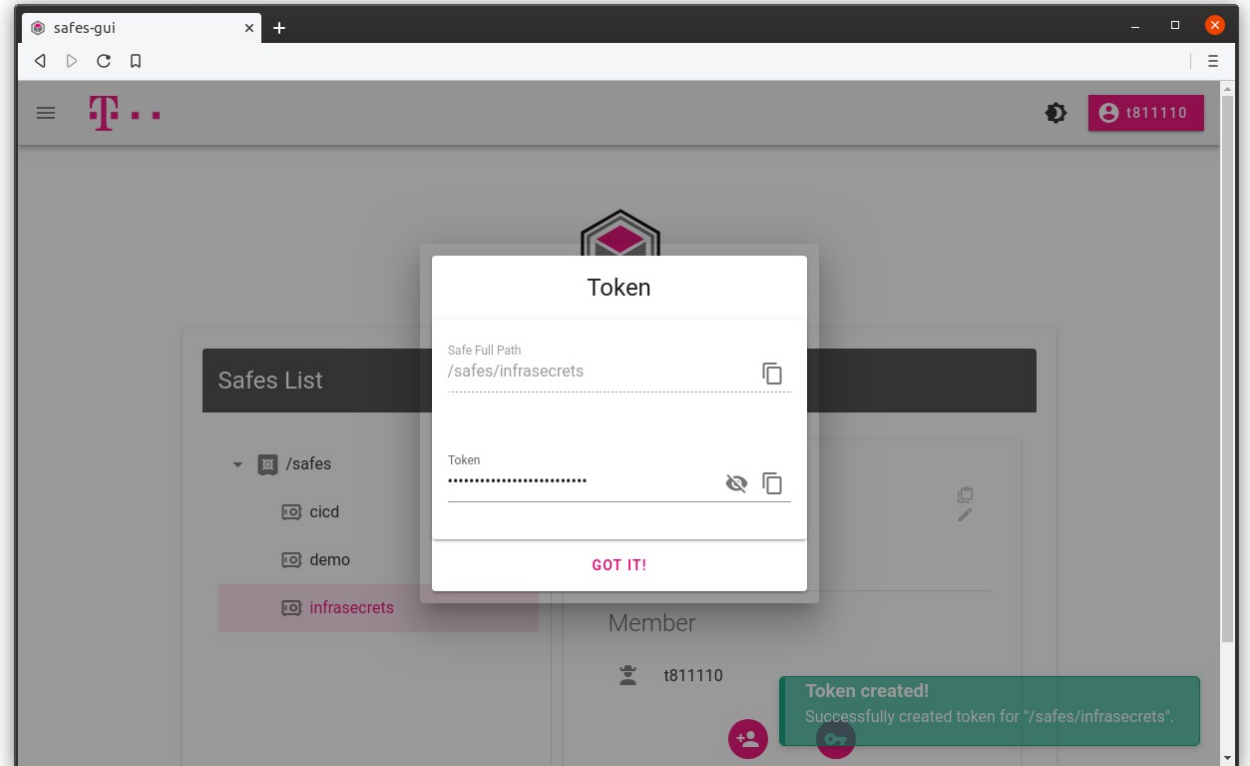 safes-gui
T
t811110
Token
Safe Full Path
/safes/infrasecrets
Token
••••••••••••••••••••••••••
GOT IT!
Safes List
/safes
cicd
demo
infrasecrets
Member
t811110
Token created!
Successfully created token for "/safes/infrasecrets".